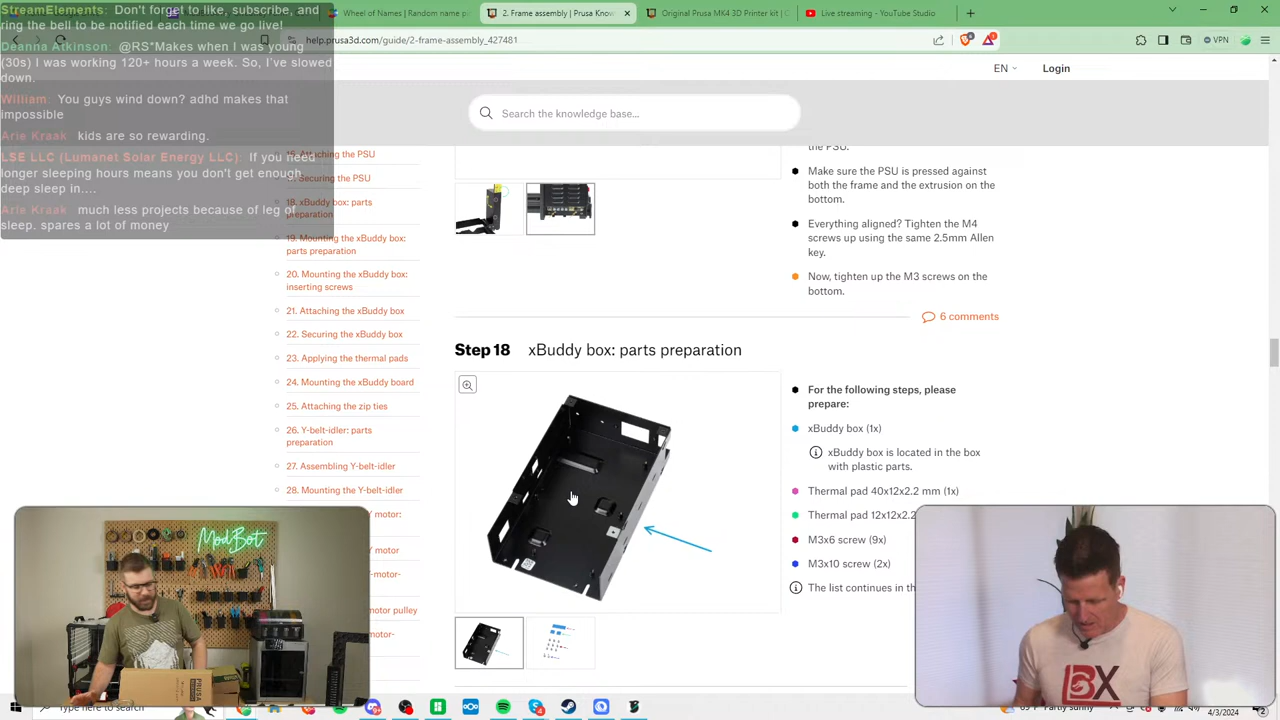 StreamElements: Don't forget to like, subscribe, and
ring the bell to get notified when we go live!
Deanna Atkinson: @RS*Makes when I was young
(30s) I was working 120+ hours a week. So, I've slowed
down.
William: You guys wind down? adhd makes that
impossible
Arie Kraak kids are so rewarding.
LSE LLC (Lumanet Solar Energy LLC): If you need
longer sleeping hours means you don't get enough
deep sleep in....
Arie Kraak much less projects because of leg of
sleep. spares a lot of money
WheelOfNames
2. Frame assembly | Prusa Know
Original Prusa MK4 3D Printer kit
Live streaming - YouTube
help.prusa3d.com/guide/2-frame-assembly_427481
VPN
EN
Login
Search the knowledge base...
Attaching the PSU
Securing the PSU
18. xBuddy box: parts
preparation
19. Mounting the xBuddy box:
parts preparation
20. Mounting the xBuddy box:
inserting screws
21. Attaching the xBuddy box
22. Securing the xBuddy box
23. Applying the thermal pads
24. Mounting the xBuddy board
25. Attaching the zip ties
26. Y-belt-idler: parts
preparation
27. Assembling Y-belt-idler
28. Mounting the Y-belt-idler
Y motor:
Y motor
Y-motor-
motor pulley
motor-
the PSU.
Make sure the PSU is pressed against
both the frame and the extrusion on the
bottom.
Everything aligned? Tighten the M4
screws up using the same 2.5mm Allen
key.
Now, tighten up the M3 screws on the
bottom.
6 comments
Step 18 xBuddy box: parts preparation
For the following steps, please
prepare:
xBuddy box (1x)
xBuddy box is located in the box
with plastic parts.
Thermal pad 40x12x2.2 mm (1x)
Thermal pad 12x12x2.2
M3x6 screw (9x)
M3x10 screw (2x)
The list continues in th
ModBot
PRUSA
BX
Type here to search
Partly sunny
4/3/202